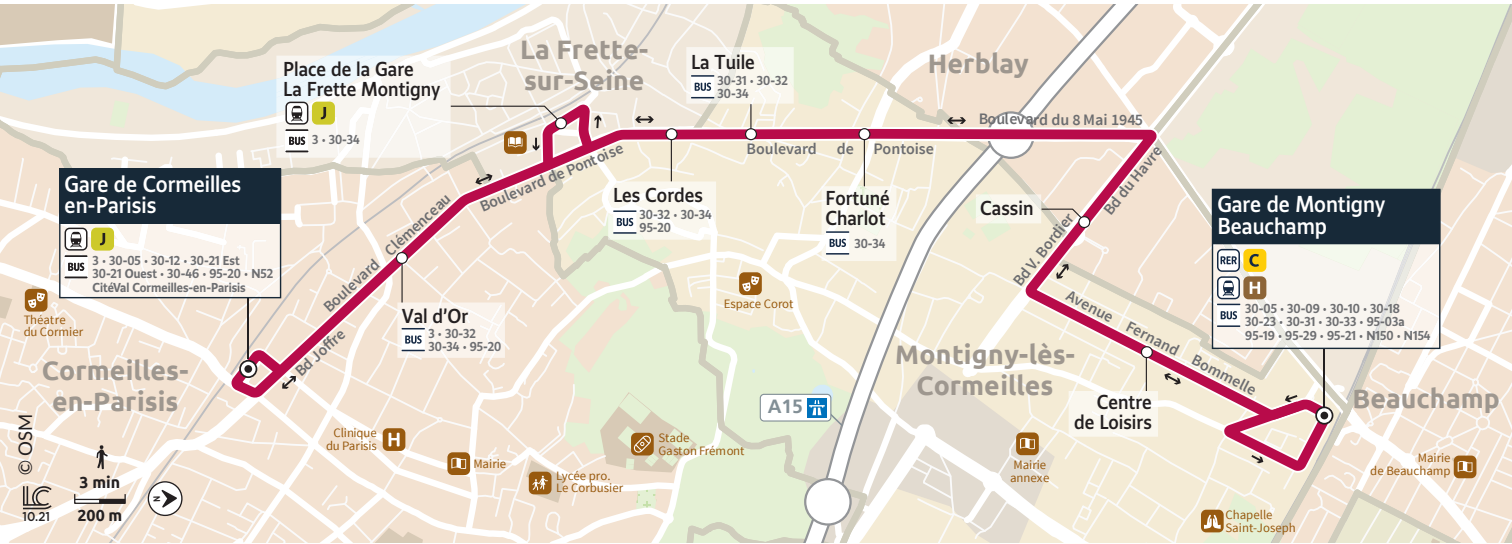 La Frette-
sur-Seine
Herblay
Place de la Gare
La Frette Montigny
J
BUS 3 • 30-34
La Tuile
BUS 30-31 • 30-32
30-34
Boulevard du 8 Mai 1945
Boulevard de Pontoise
Boulevard de Pontoise
Gare de Cormeilles
en-Parisis
J
BUS 3 • 30-05 • 30-12 • 30-21 Est
30-21 Ouest • 30-46 • 95-20 • N52
CitéVal Cormeilles-en-Parisis
Les Cordes
BUS 30-32 • 30-34
95-20
Fortuné
Charlot
BUS 30-34
Cassin
Bd du Havre
Bd V. Bordier
Gare de Montigny
Beauchamp
RER C
H
BUS 30-05 • 30-09 • 30-10 • 30-18
30-23 • 30-31 • 30-33 • 95-03a
95-19 • 95-29 • 95-21 • N150 • N154
Boulevard Clémenceau
Bd Joffre
Val d'Or
BUS 3 • 30-32
30-34 • 95-20
Théatre
du Cormier
Espace Corot
Avenue Fernand Bommelle
Cormeilles-
en-Parisis
Montigny-lès-
Cormeilles
Beauchamp
A15
Centre
de Loisirs
Clinique
du Parisis
H
Mairie
Stade
Gaston Frémont
Lycée pro.
Le Corbusier
Mairie
annexe
Mairie
de Beauchamp
Chapelle
Saint-Joseph
© OSM
LC
10.21
3 min
200 m
N